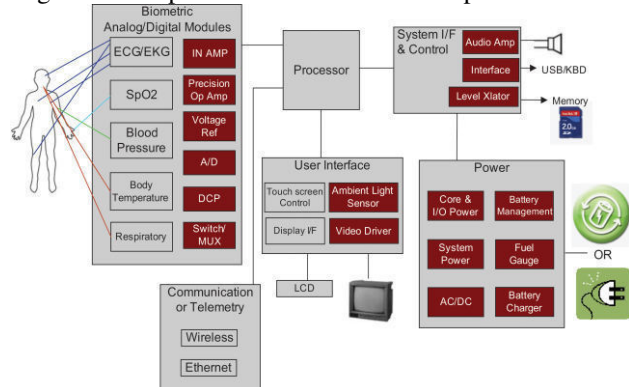 Biometric
Analog/Digital Modules
ECG/EKG
IN AMP
SpO2
Precision
Op Amp
Blood
Pressure
Voltage
Ref
A/D
Body
Temperature
DCP
Respiratory
Switch/
MUX
Processor
System I/F
& Control
Audio Amp
Interface
USB/KBD
Level Xlator
Memory
2.0
User Interface
Touch screen
Control
Ambient Light
Sensor
Display I/F
Video Driver
LCD
Power
Core &
I/O Power
Battery
Management
System
Power
Fuel
Gauge
AC/DC
Battery
Charger
OR
Communication
or Telemetry
Wireless
Ethernet